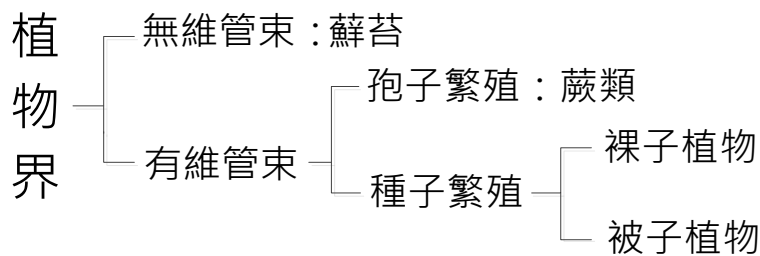 植物界
無維管束：蘚苔
有維管束
孢子繁殖：蕨類
種子繁殖
裸子植物
被子植物